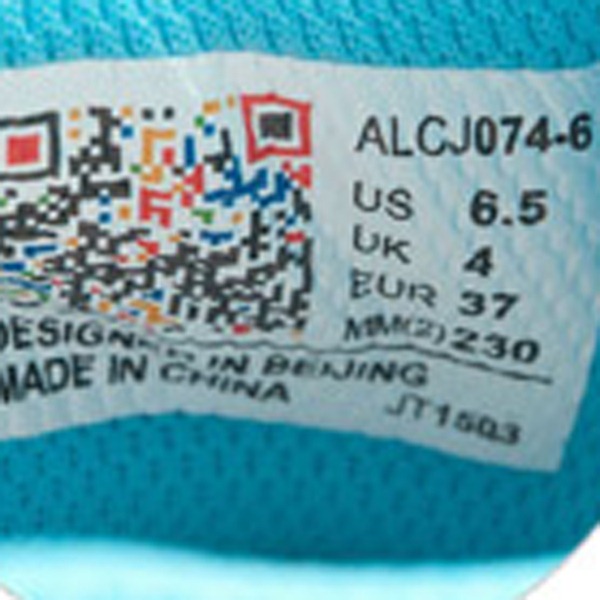 ALCJ074-6
US 6.5
UK 4
EUR 37
MM(2) 230
DESIGNED IN BEIJING
MADE IN CHINA
JT1503